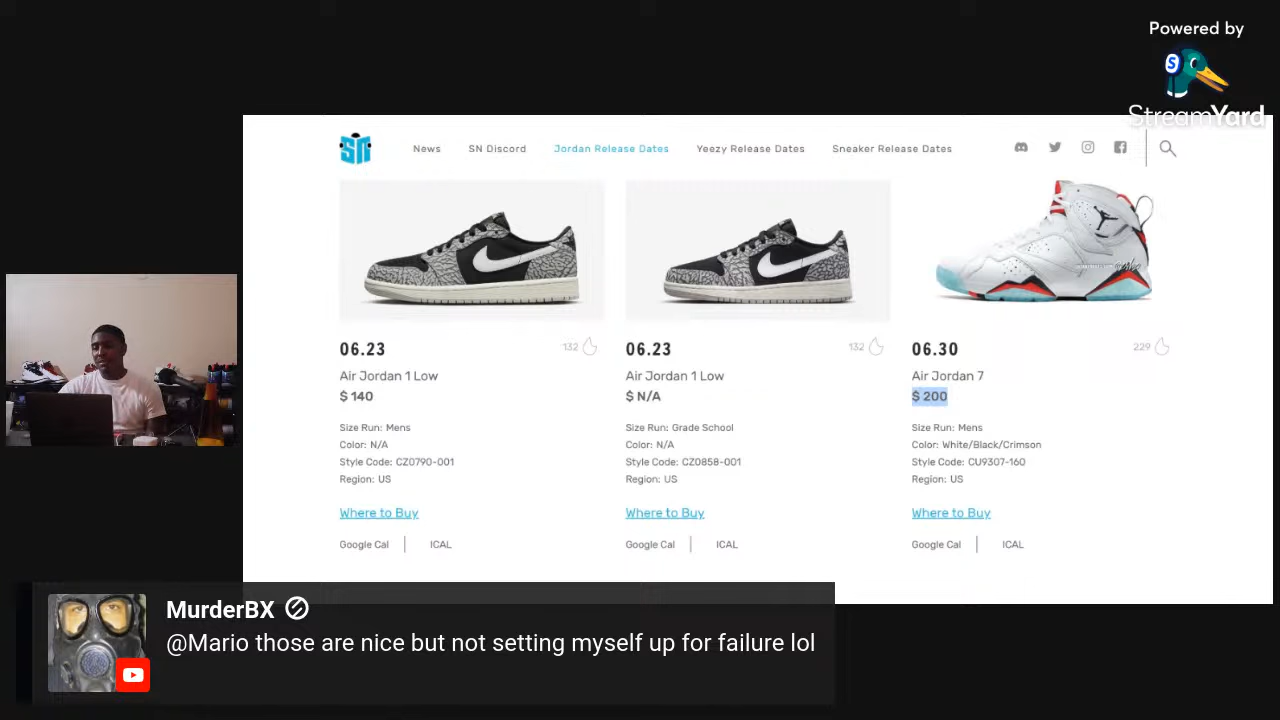 Powered by
StreamYard
SN
News SN Discord Jordan Release Dates Yeezy Release Dates Sneaker Release Dates
06.23
132
Air Jordan 1 Low
$ 140
Size Run: Mens
Color: N/A
Style Code: CZ0790-001
Region: US
Where to Buy
Google Cal
ICAL
06.23
132
Air Jordan 1 Low
$ N/A
Size Run: Grade School
Color: N/A
Style Code: CZ0858-001
Region: US
Where to Buy
Google Cal
ICAL
06.30
229
Air Jordan 7
$ 200
Size Run: Mens
Color: White/Black/Crimson
Style Code: CU9307-160
Region: US
Where to Buy
Google Cal
ICAL
MurderBX
@Mario those are nice but not setting myself up for failure lol